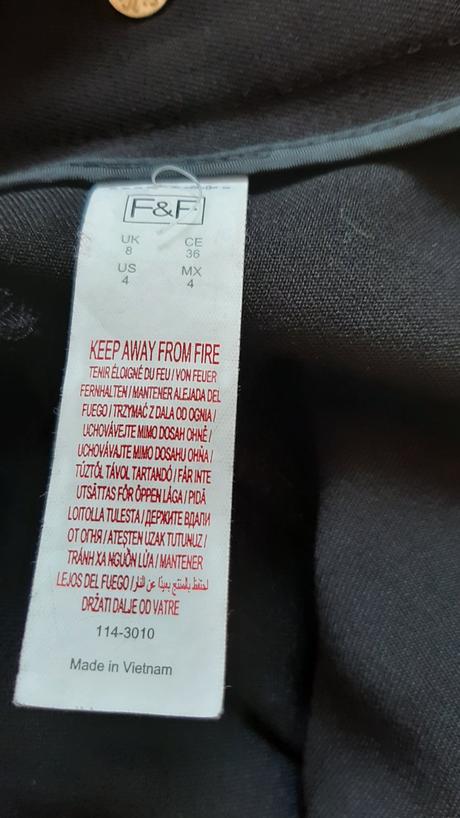 F&F
UK CE
8 36
US MX
4 4
KEEP AWAY FROM FIRE
TENIR ÉLOIGNÉ DU FEU / VON FEUER
FERNHALTEN / MANTENER ALEJADA DEL
FUEGO / TRZYMAĆ Z DALA OD OGNIA /
UCHOVÁVEJTE MIMO DOSAH OHNĚ /
UCHOVÁVAJTE MIMO DOSAHU OHŇA /
TŰZTŐL TÁVOL TARTANDÓ / FÅR INTE
UTSÄTTAS FÖR ÖPPEN LÅGA / PIDÄ
LOITOLLA TULESTA / ДЕРЖИТЕ ВДАЛИ
ОТ ОГНЯ / ATEŞTEN UZAK TUTUNUZ /
TRÁNH XA NGUỒN LỬA / MANTENER
LEJOS DEL FUEGO / احتفظ بالمنتج بعيدًا عن النار /
DRŽATI DALJE OD VATRE
114-3010
Made in Vietnam